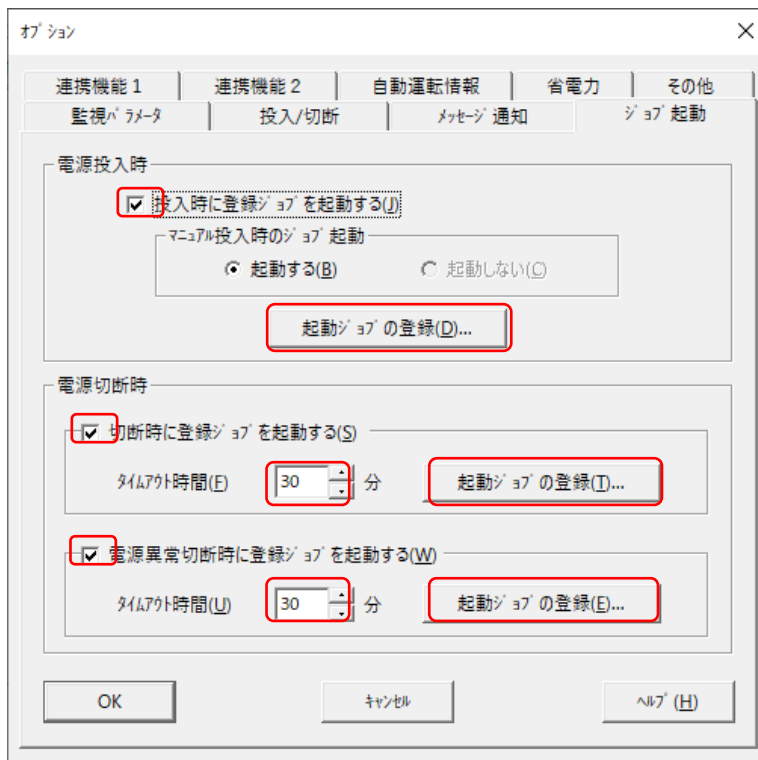 ｵﾌﾟｼｮﾝ
連携機能１ 連携機能２ 自動運転情報 省電力 その他
監視ﾊﾟﾗﾒｰﾀ 投入/切断 ﾒｯｾｰｼﾞ通知 ｼﾞｮﾌﾞ起動
電源投入時
投入時に登録ｼﾞｮﾌﾞを起動する(J)
ﾏﾆｭｱﾙ投入時のｼﾞｮﾌﾞ起動
起動する(B) 起動しない(C)
起動ｼﾞｮﾌﾞの登録(D)...
電源切断時
切断時に登録ｼﾞｮﾌﾞを起動する(S)
ﾀｲﾑｱｳﾄ時間(F) 30 分 起動ｼﾞｮﾌﾞの登録(T)...
電源異常切断時に登録ｼﾞｮﾌﾞを起動する(W)
ﾀｲﾑｱｳﾄ時間(U) 30 分 起動ｼﾞｮﾌﾞの登録(E)...
OK ｷｬﾝｾﾙ ﾍﾙﾌﾟ(H)